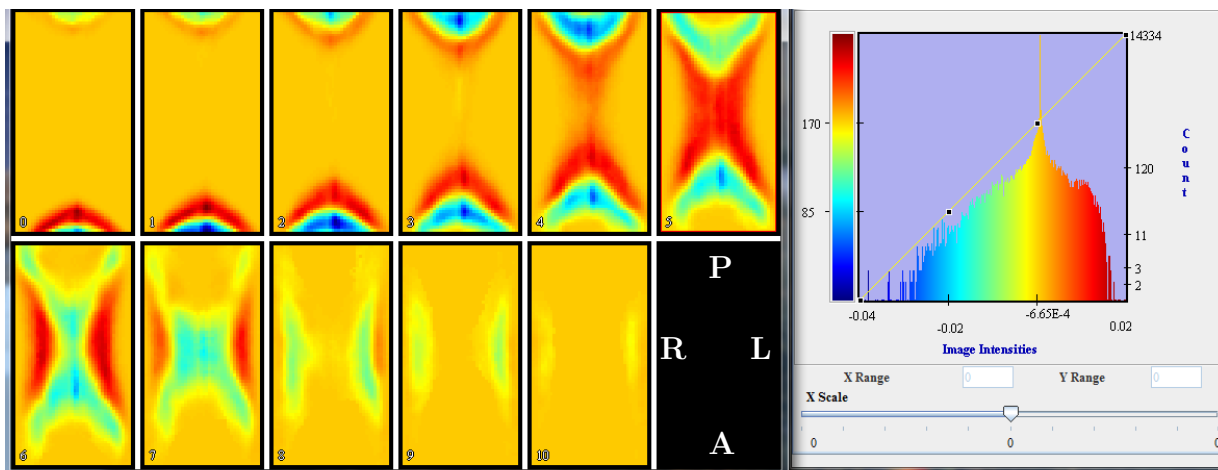 0 1 2 3 4 5
6 7 8 9 10
P
R L
A
14334
170
120
85
11
3
2
-0.04 -0.02 -6.65E-4 0.02
Count
Image Intensities
X Range 0 Y Range 0
X Scale
0 0 0